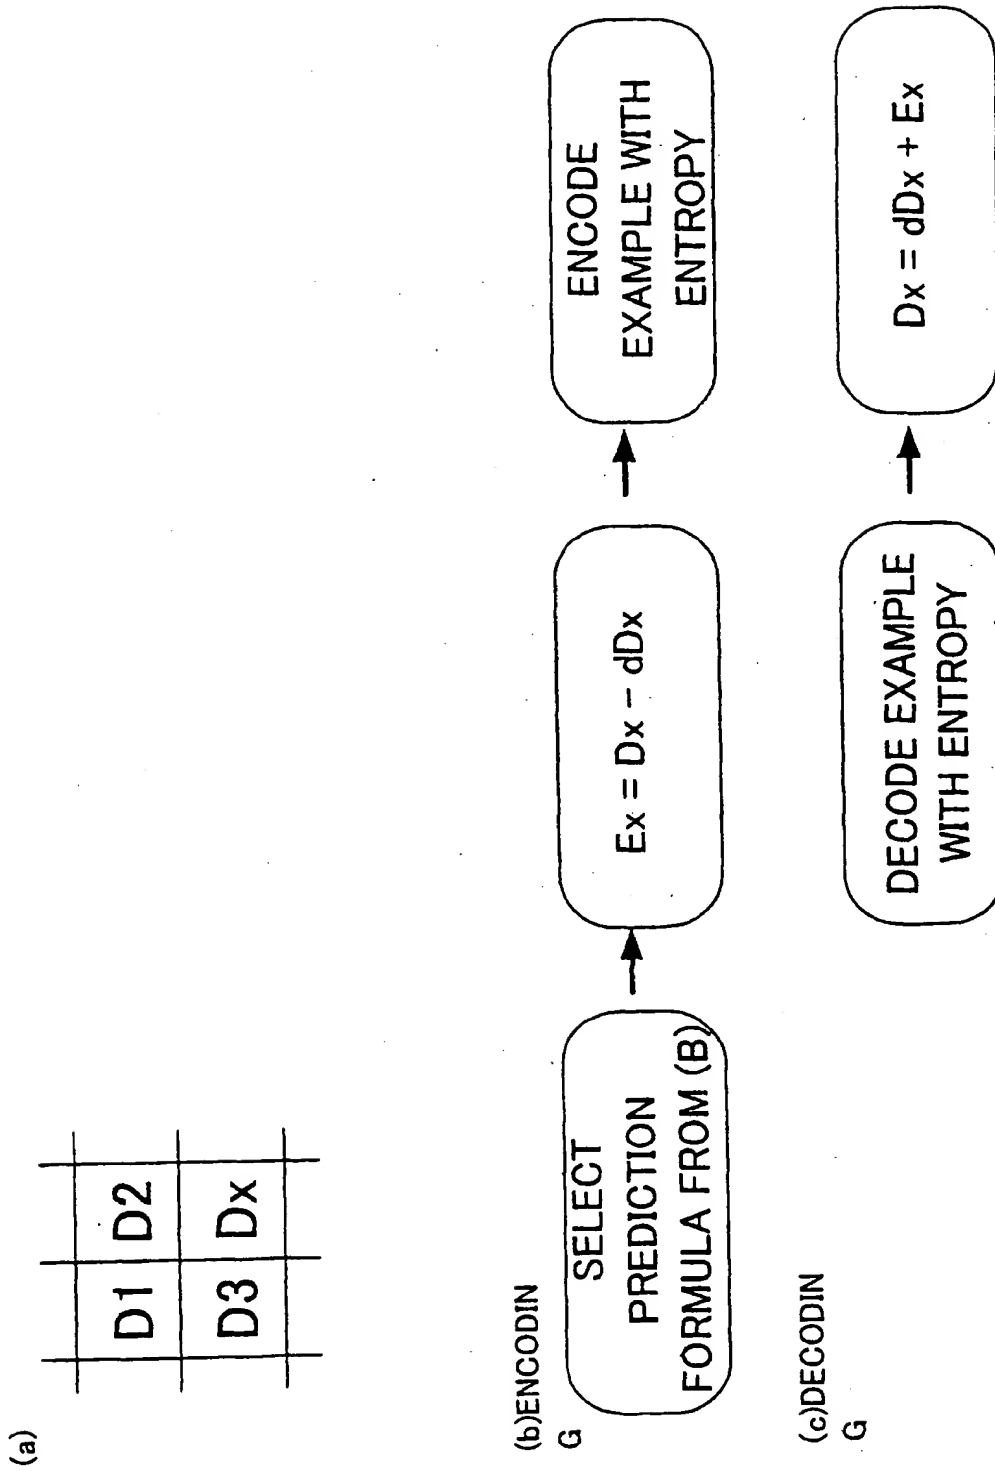 (a)
D1 D2
D3 Dx
(b)ENCODIN
G
SELECT
PREDICTION
FORMULA FROM (B)
Ex = Dx - dDx
ENCODE
EXAMPLE WITH
ENTROPY
(c)DECODIN
G
DECODE EXAMPLE
WITH ENTROPY
Dx = dDx + Ex